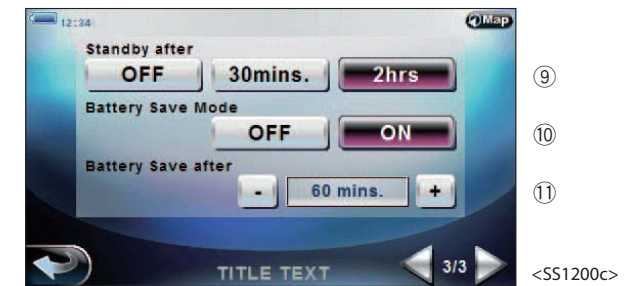 12:34 Map
Standby after
OFF 30mins. 2hrs ⑨
Battery Save Mode
OFF ON ⑩
Battery Save after
- 60 mins. + ⑪
TITLE TEXT 3/3 <SS1200c>